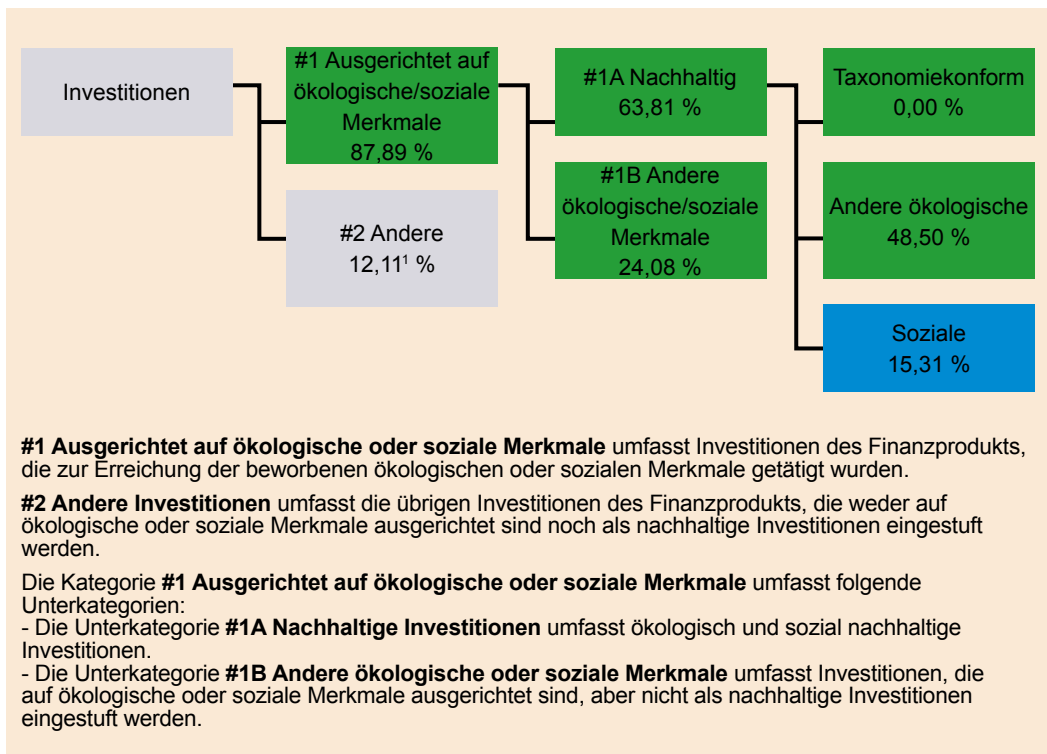 Investitionen
#1 Ausgerichtet auf
ökologische/soziale
Merkmale
87,89 %
#2 Andere
12,11¹ %
#1A Nachhaltig
63,81 %
#1B Andere
ökologische/soziale
Merkmale
24,08 %
Taxonomiekonform
0,00 %
Andere ökologische
48,50 %
Soziale
15,31 %
#1 Ausgerichtet auf ökologische oder soziale Merkmale umfasst Investitionen des Finanzprodukts,
die zur Erreichung der beworbenen ökologischen oder sozialen Merkmale getätigt wurden.
#2 Andere Investitionen umfasst die übrigen Investitionen des Finanzprodukts, die weder auf
ökologische oder soziale Merkmale ausgerichtet sind noch als nachhaltige Investitionen eingestuft
werden.
Die Kategorie #1 Ausgerichtet auf ökologische oder soziale Merkmale umfasst folgende
Unterkategorien:
- Die Unterkategorie #1A Nachhaltige Investitionen umfasst ökologisch und sozial nachhaltige
Investitionen.
- Die Unterkategorie #1B Andere ökologische oder soziale Merkmale umfasst Investitionen, die
auf ökologische oder soziale Merkmale ausgerichtet sind, aber nicht als nachhaltige Investitionen
eingestuft werden.